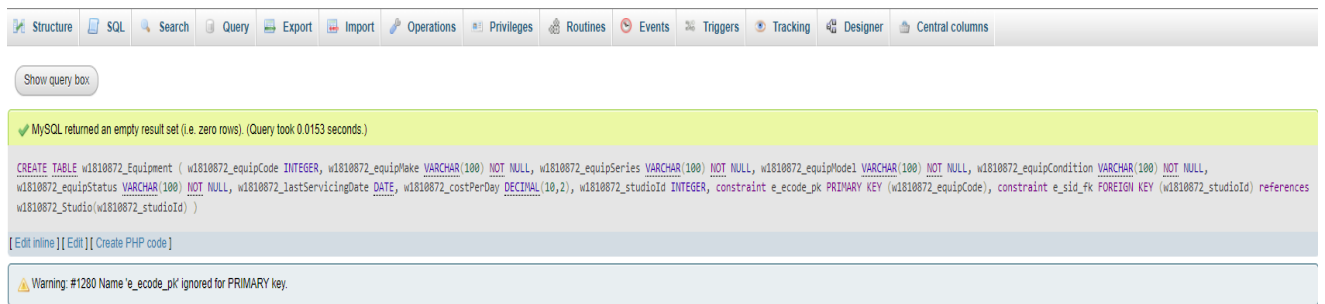 Structure SQL Search Query Export Import Operations Privileges Routines Events Triggers Tracking Designer Central columns
Show query box
MySQL returned an empty result set (i.e. zero rows). (Query took 0.0153 seconds.)
CREATE TABLE w1810872_Equipment ( w1810872_equipCode INTEGER, w1810872_equipMake VARCHAR(100) NOT NULL, w1810872_equipSeries VARCHAR(100) NOT NULL, w1810872_equipModel VARCHAR(100) NOT NULL, w1810872_equipCondition VARCHAR(100) NOT NULL,
w1810872_equipStatus VARCHAR(100) NOT NULL, w1810872_lastServicingDate DATE, w1810872_costPerDay DECIMAL(10,2), w1810872_studioId INTEGER, constraint e_ecode_pk PRIMARY KEY (w1810872_equipCode), constraint e_sid_fk FOREIGN KEY (w1810872_studioId) references
w1810872_Studio(w1810872_studioId) )
[ Edit inline ] [ Edit ] [ Create PHP code ]
Warning: #1280 Name 'e_ecode_pk' ignored for PRIMARY key.